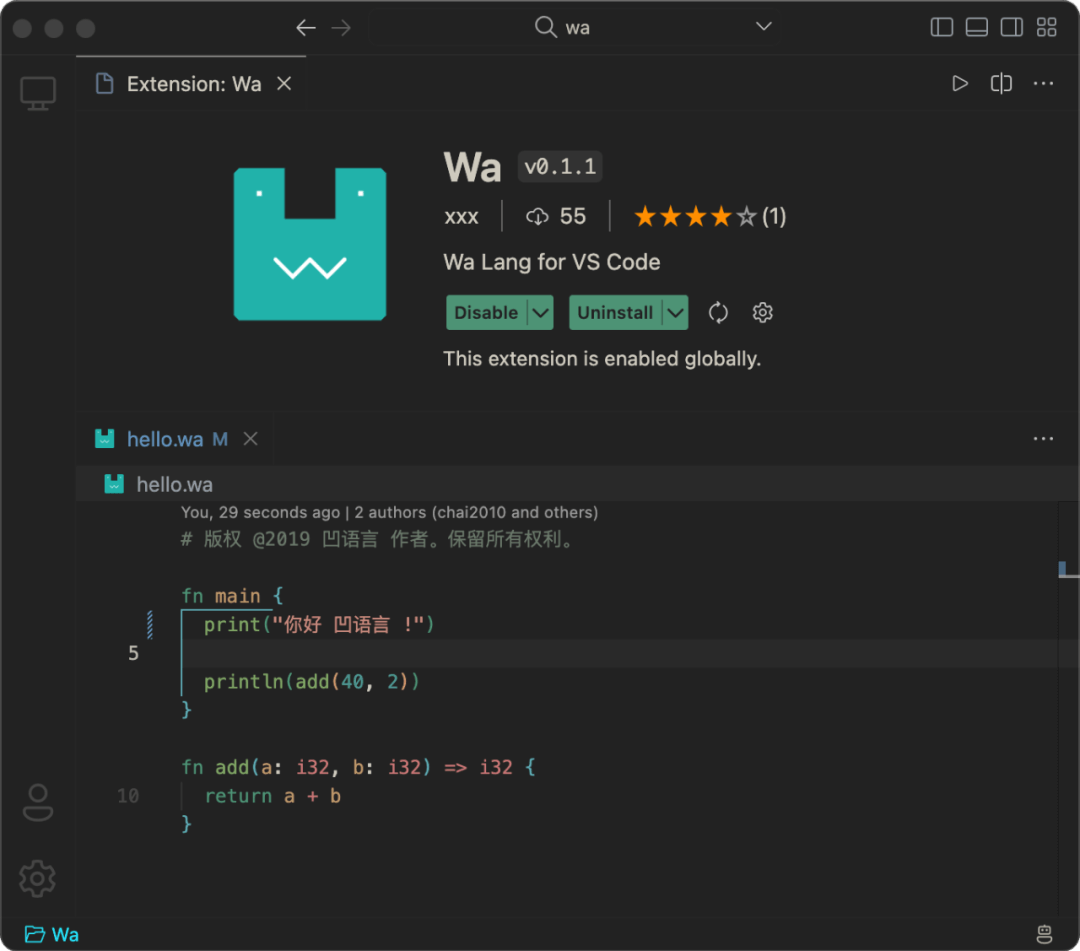 wa
Extension: Wa
Wa v0.1.1
xxx 55 (1)
Wa Lang for VS Code
Disable Uninstall
This extension is enabled globally.
hello.wa M
hello.wa
You, 29 seconds ago | 2 authors (chai2010 and others)
# 版权 @2019 凹语言 作者。保留所有权利。
fn main {
print("你好 凹语言 !")
5
println(add(40, 2))
}
fn add(a: i32, b: i32) => i32 {
10 return a + b
}
Wa